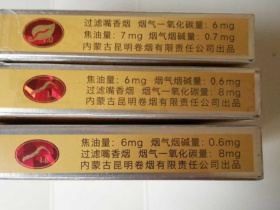 过滤嘴香烟 烟气一氧化碳量：6mg
焦油量：7mg 烟气烟碱量：0.7mg
内蒙古昆明卷烟有限责任公司出品
焦油量：6mg 烟气烟碱量：0.6mg
过滤嘴香烟 烟气一氧化碳量：8mg
内蒙古昆明卷烟有限责任公司出品
焦油量：6mg 烟气烟碱量：0.6mg
过滤嘴香烟 烟气一氧化碳量：8mg
内蒙古昆明卷烟有限责任公司出品